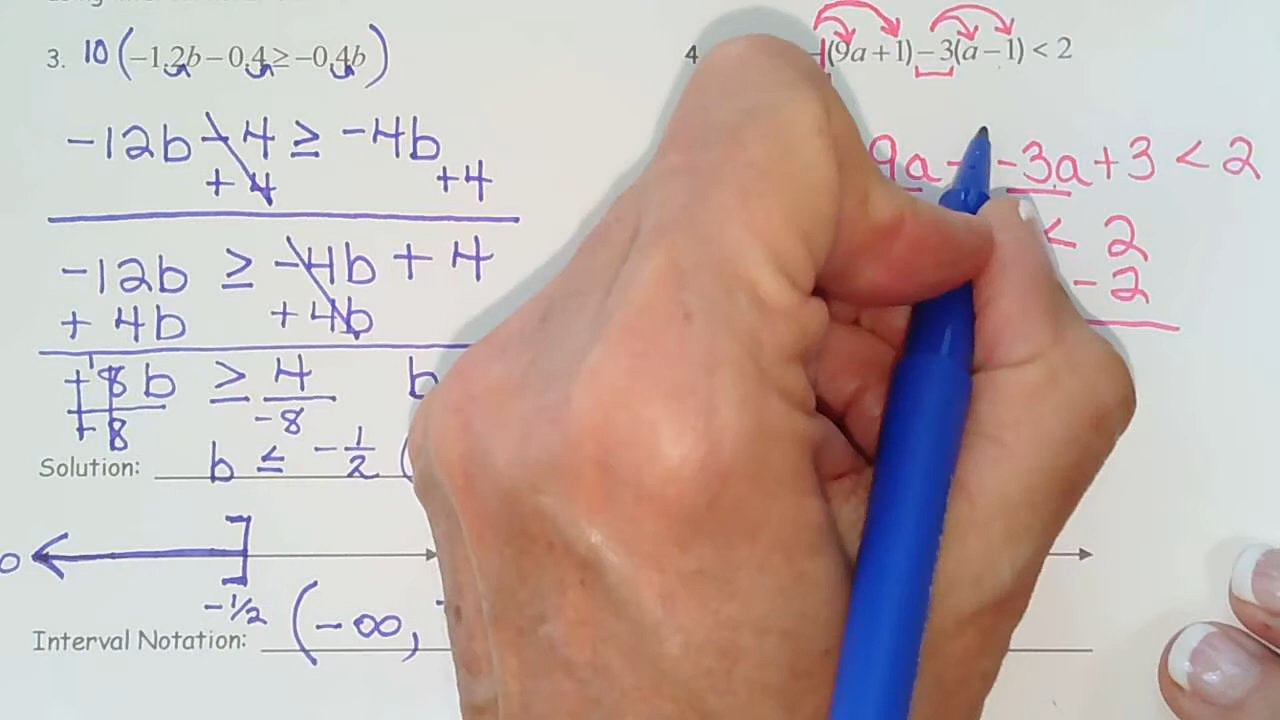 3. 10(-1.2b-0.4≥-0.4b)
-12b-4 ≥ -4b
+4 +4
-12b ≥ -4b + 4
+ 4b +4b
+8b ≥ 4 b
-8 -8
Solution: b ≤ -1/2 (
-1/2
(-∞,
Interval Notation:
4 -(9a+1)-3(a-1)<2
9a- -3a+3 < 2
< 2
-2